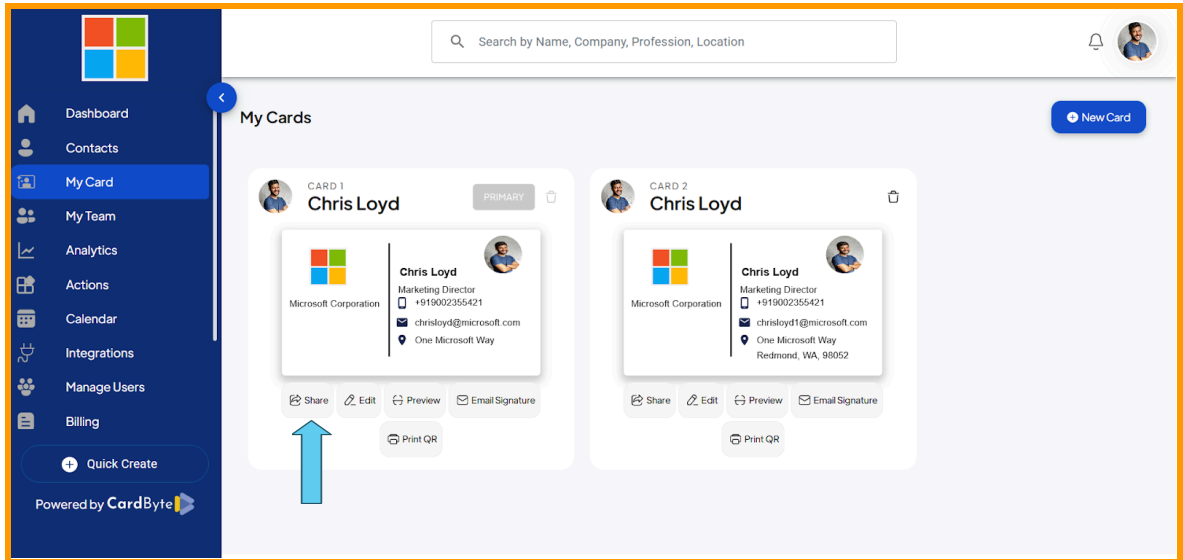 Search by Name, Company, Profession, Location
Dashboard
Contacts
My Card
My Team
Analytics
Actions
Calendar
Integrations
Manage Users
Billing
Quick Create
Powered by CardByte
My Cards
New Card
CARD 1
Chris Loyd
PRIMARY
Microsoft Corporation
Chris Loyd
Marketing Director
+919002355421
chrisloyd@microsoft.com
One Microsoft Way
Share
Edit
Preview
Email Signature
Print QR
CARD 2
Chris Loyd
Microsoft Corporation
Chris Loyd
Marketing Director
+919002355421
chrisloyd1@microsoft.com
One Microsoft Way
Redmond, WA, 98052
Share
Edit
Preview
Email Signature
Print QR